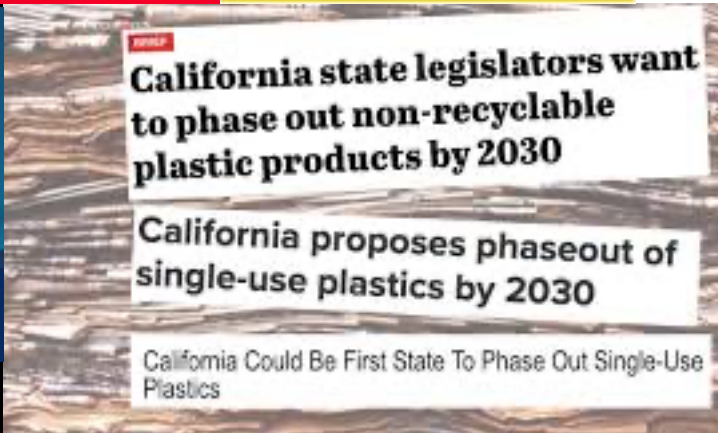 BRIEF
California state legislators want
to phase out non-recyclable
plastic products by 2030
California proposes phaseout of
single-use plastics by 2030
California Could Be First State To Phase Out Single-Use
Plastics